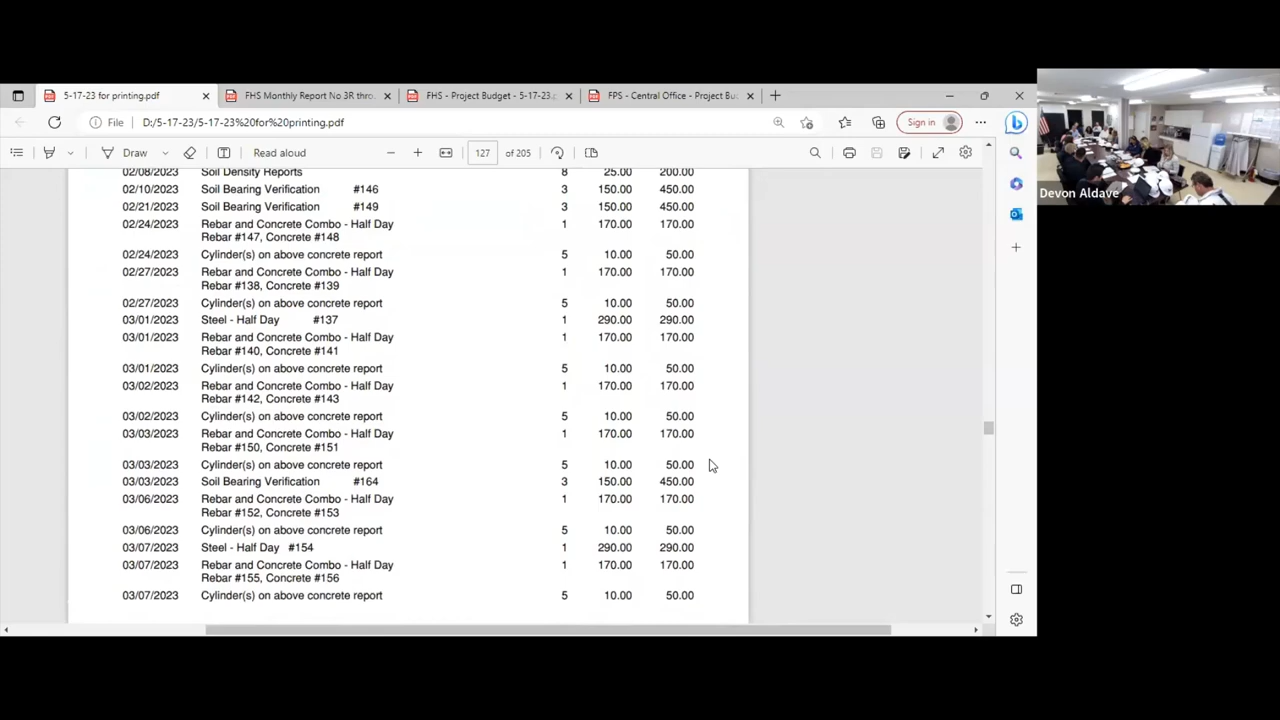 5-17-23 for printing.pdf
FHS Monthly Report No 3R thro
FHS - Project Budget - 5-17-23.
FPS - Central Office - Project Bu
File D:/5-17-23/5-17-23%20for%20printing.pdf
Sign in
Draw
Read aloud
127 of 205
02/08/2023 Soil Density Reports 8 25.00 200.00
02/10/2023 Soil Bearing Verification #146 3 150.00 450.00
02/21/2023 Soil Bearing Verification #149 3 150.00 450.00
02/24/2023 Rebar and Concrete Combo - Half Day 1 170.00 170.00
Rebar #147, Concrete #148
02/24/2023 Cylinder(s) on above concrete report 5 10.00 50.00
02/27/2023 Rebar and Concrete Combo - Half Day 1 170.00 170.00
Rebar #138, Concrete #139
02/27/2023 Cylinder(s) on above concrete report 5 10.00 50.00
03/01/2023 Steel - Half Day #137 1 290.00 290.00
03/01/2023 Rebar and Concrete Combo - Half Day 1 170.00 170.00
Rebar #140, Concrete #141
03/01/2023 Cylinder(s) on above concrete report 5 10.00 50.00
03/02/2023 Rebar and Concrete Combo - Half Day 1 170.00 170.00
Rebar #142, Concrete #143
03/02/2023 Cylinder(s) on above concrete report 5 10.00 50.00
03/03/2023 Rebar and Concrete Combo - Half Day 1 170.00 170.00
Rebar #150, Concrete #151
03/03/2023 Cylinder(s) on above concrete report 5 10.00 50.00
03/03/2023 Soil Bearing Verification #164 3 150.00 450.00
03/06/2023 Rebar and Concrete Combo - Half Day 1 170.00 170.00
Rebar #152, Concrete #153
03/06/2023 Cylinder(s) on above concrete report 5 10.00 50.00
03/07/2023 Steel - Half Day #154 1 290.00 290.00
03/07/2023 Rebar and Concrete Combo - Half Day 1 170.00 170.00
Rebar #155, Concrete #156
03/07/2023 Cylinder(s) on above concrete report 5 10.00 50.00
Devon Aldave